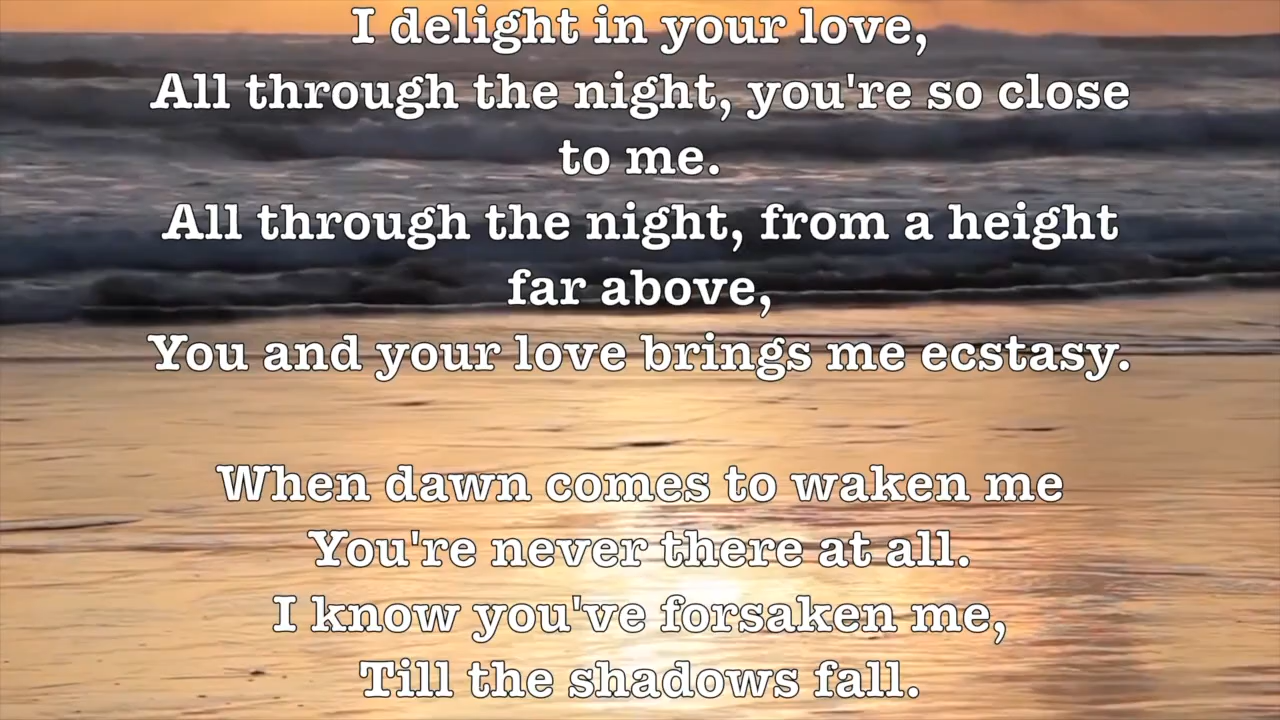 I delight in your love,
All through the night, you're so close
to me.
All through the night, from a height
far above,
You and your love brings me ecstasy.
When dawn comes to waken me
You're never there at all.
I know you've forsaken me,
Till the shadows fall.